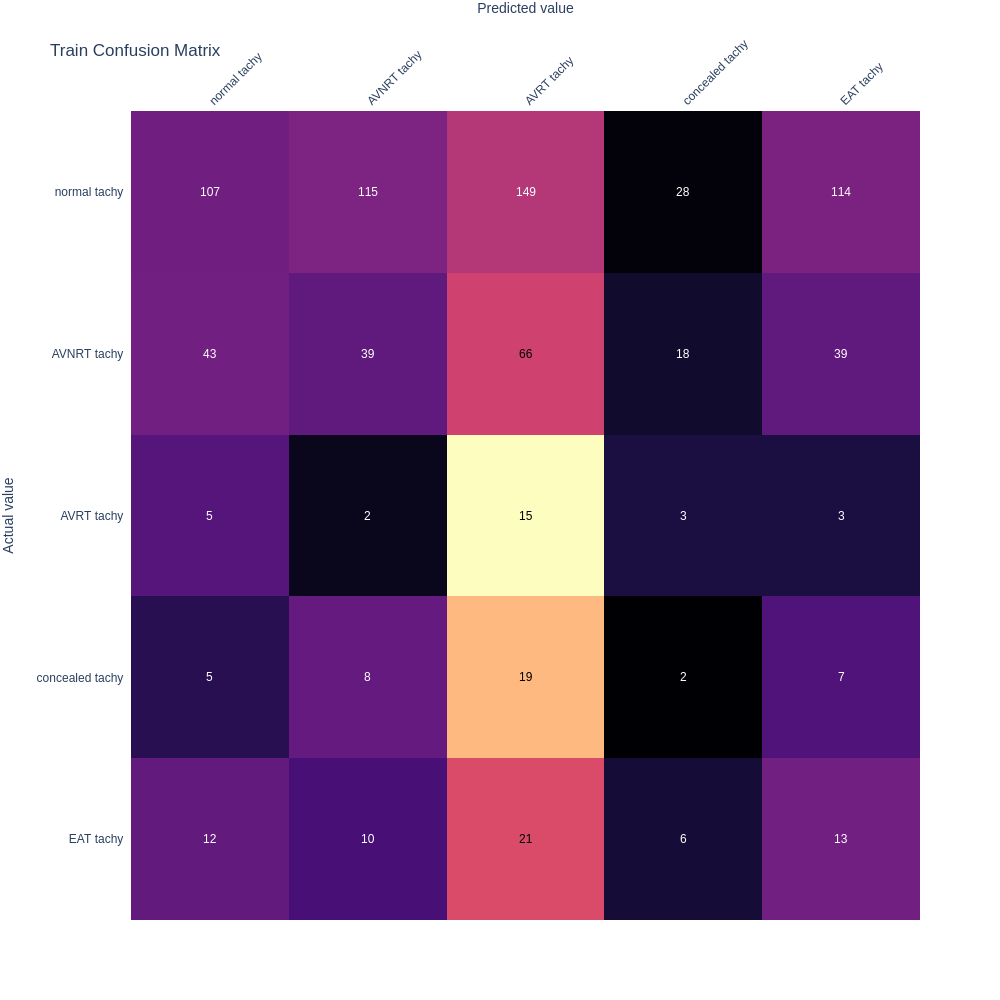 Predicted value
Train Confusion Matrix
normal tachy
AVNRT tachy
AVRT tachy
concealed tachy
EAT tachy
normal tachy 107 115 149 28 114
AVNRT tachy 43 39 66 18 39
Actual value
AVRT tachy 5 2 15 3 3
concealed tachy 5 8 19 2 7
EAT tachy 12 10 21 6 13